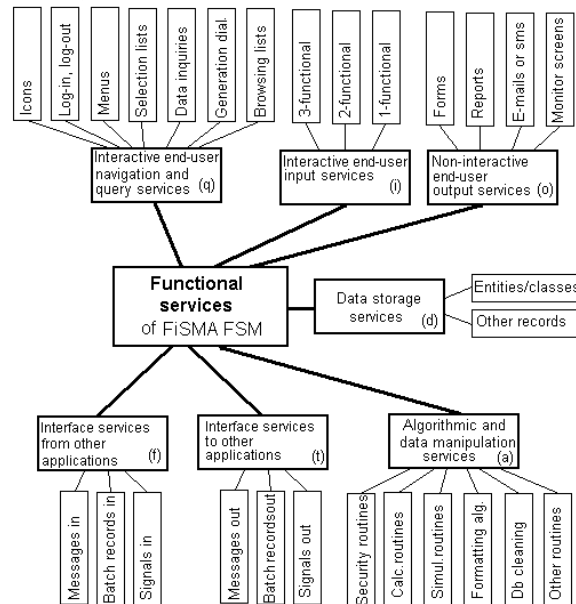 Icons
Log-in, log-out
Menus
Selection lists
Data inquiries
Generation dial.
Browsing lists
3-functional
2-functional
1-functional
Forms
Reports
E-mails or sms
Monitor screens
Interactive end-user
navigation and
query services (q)
Interactive end-user
input services
(i)
Non-interactive
end-user
output services (o)
Functional
services
of FiSMA FSM
Data storage
services
(d)
Entities/classes
Other records
Interface services
from other
applications (f)
Interface services
to other
applications (t)
Algorithmic and
data manipulation
services (a)
Messages in
Batch records in
Signals in
Messages out
Batch recordsout
Signals out
Security routines
Calc.routines
Simul.routines
Formatting alg.
Db cleaning
Other routines